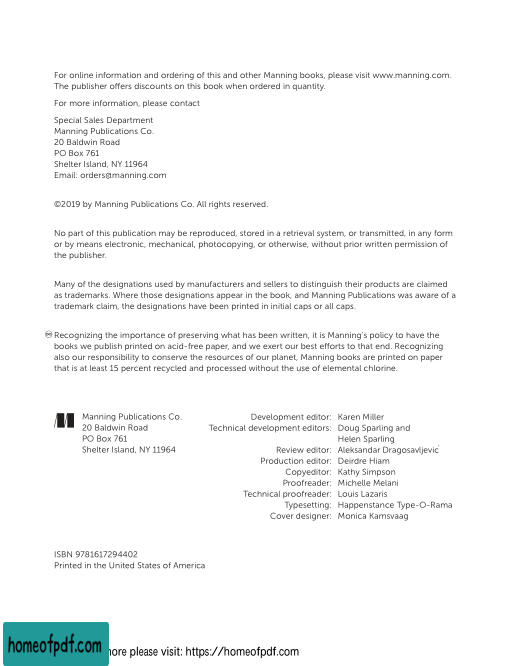 For online information and ordering of this and other Manning books, please visit www.manning.com.
The publisher offers discounts on this book when ordered in quantity.
For more information, please contact
Special Sales Department
Manning Publications Co.
20 Baldwin Road
PO Box 761
Shelter Island, NY 11964
Email: orders@manning.com
©2019 by Manning Publications Co. All rights reserved.
No part of this publication may be reproduced, stored in a retrieval system, or transmitted, in any form
or by means electronic, mechanical, photocopying, or otherwise, without prior written permission of
the publisher.
Many of the designations used by manufacturers and sellers to distinguish their products are claimed
as trademarks. Where those designations appear in the book, and Manning Publications was aware of a
trademark claim, the designations have been printed in initial caps or all caps.
♾ Recognizing the importance of preserving what has been written, it is Manning's policy to have the
books we publish printed on acid-free paper, and we exert our best efforts to that end. Recognizing
also our responsibility to conserve the resources of our planet, Manning books are printed on paper
that is at least 15 percent recycled and processed without the use of elemental chlorine.
Manning Publications Co.
20 Baldwin Road
PO Box 761
Shelter Island, NY 11964
Development editor: Karen Miller
Technical development editors: Doug Sparling and
Helen Sparling
Review editor: Aleksandar Dragosavljević
Production editor: Deirdre Hiam
Copyeditor: Kathy Simpson
Proofreader: Michelle Melani
Technical proofreader: Louis Lazaris
Typesetting: Happenstance Type-O-Rama
Cover designer: Monica Kamsvaag
ISBN 9781617294402
Printed in the United States of America
homeofpdf.com
more please visit: https://homeofpdf.com